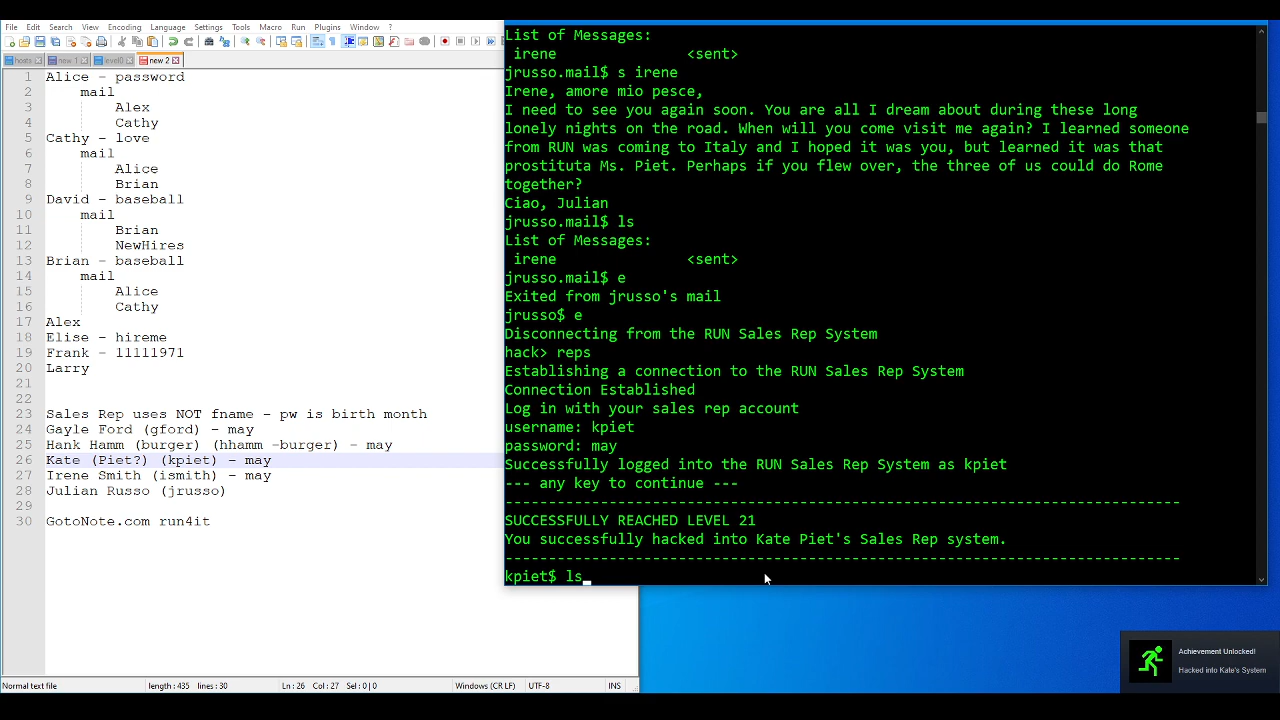 File Edit Search View Encoding Language Settings Tools Macro Run Plugins Window ?
hosts new 1 level0 new 2
1 Alice - password
2 mail
3 Alex
4 Cathy
5 Cathy - love
6 mail
7 Alice
8 Brian
9 David - baseball
10 mail
11 Brian
12 NewHires
13 Brian - baseball
14 mail
15 Alice
16 Cathy
17 Alex
18 Elise - hireme
19 Frank - 11111971
20 Larry
21
22
23 Sales Rep uses NOT fname - pw is birth month
24 Gayle Ford (gford) - may
25 Hank Hamm (burger) (hhamm -burger) - may
26 Kate (Piet?) (kpiet) - may
27 Irene Smith (ismith) - may
28 Julian Russo (jrusso)
29
30 GotoNote.com run4it
Normal text file length : 435 lines : 30 Ln : 26 Col : 27 Sel : 0 | 0 Windows (CR LF) UTF-8 INS
List of Messages:
irene <sent>
jrusso.mail$ s irene
Irene, amore mio pesce,
I need to see you again soon. You are all I dream about during these long
lonely nights on the road. When will you come visit me again? I learned someone
from RUN was coming to Italy and I hoped it was you, but learned it was that
prostituta Ms. Piet. Perhaps if you flew over, the three of us could do Rome
together?
Ciao, Julian
jrusso.mail$ ls
List of Messages:
irene <sent>
jrusso.mail$ e
Exited from jrusso's mail
jrusso$ e
Disconnecting from the RUN Sales Rep System
hack> reps
Establishing a connection to the RUN Sales Rep System
Connection Established
Log in with your sales rep account
username: kpiet
password: may
Successfully logged into the RUN Sales Rep System as kpiet
--- any key to continue ---
--------------------------------------------------------------------------------
SUCCESSFULLY REACHED LEVEL 21
You successfully hacked into Kate Piet's Sales Rep system.
--------------------------------------------------------------------------------
kpiet$ ls_
Achievement Unlocked!
Hacked into Kate's System